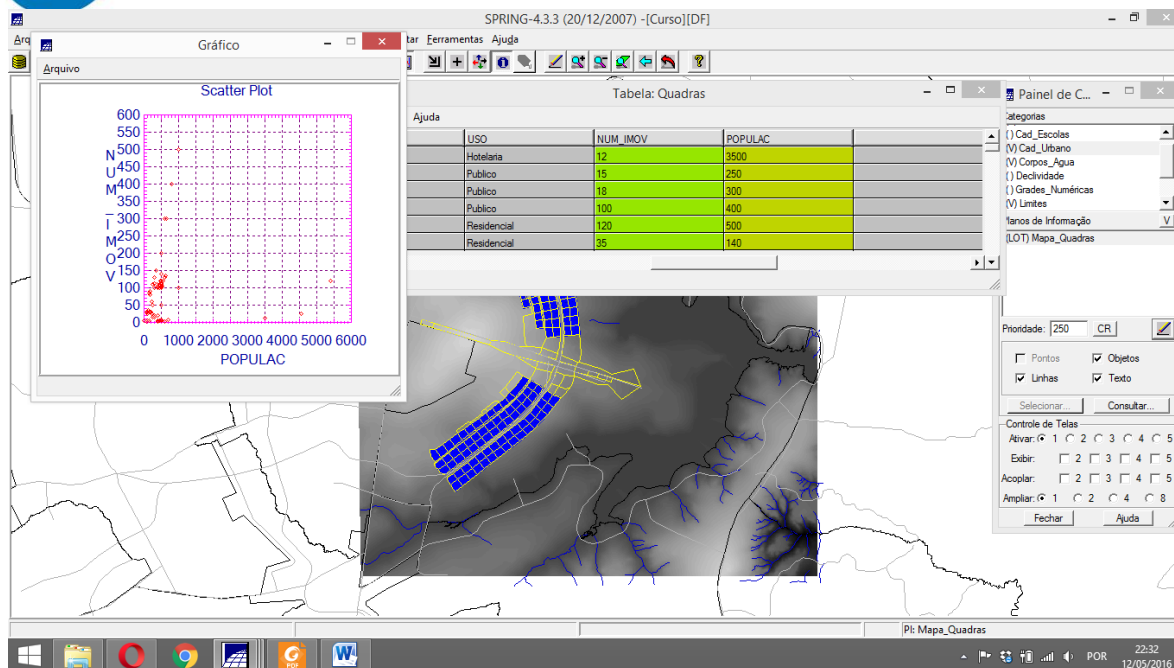 SPRING-4.3.3 (20/12/2007) -[Curso][DF]
Arq
tar Ferramentas Ajuda
Gráfico
Arquivo
Scatter Plot
NUM_IMOV
600
550
500
450
400
350
300
250
200
150
100
50
0
0 1000 2000 3000 4000 5000 6000
POPULAC
Tabela: Quadras
Ajuda
USO NUM_IMOV POPULAC
Hotelaria 12 3500
Publico 15 250
Publico 18 300
Publico 100 400
Residencial 120 500
Residencial 35 140
Painel de C...
Categorias
() Cad_Escolas
(V) Cad_Urbano
(V) Corpos_Agua
() Declividade
() Grades_Numéricas
(V) Limites
Planos de Informação V
(LOT) Mapa_Quadras
Prioridade: 250 CR
Pontos Objetos
Linhas Texto
Selecionar... Consultar...
Controle de Telas
Ativar: 1 2 3 4 5
Exibir: 2 3 4 5
Acoplar: 2 3 4 5
Ampliar: 1 2 4 8
Fechar Ajuda
PI: Mapa_Quadras
PDF
POR
22:32
12/05/2016